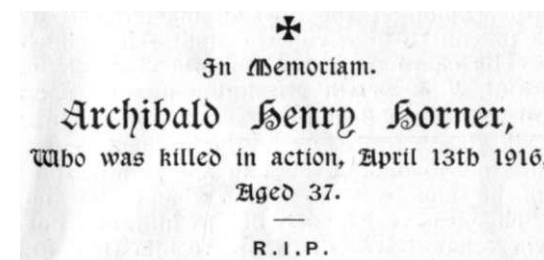 In Memoriam.
Archibald Henry Horner,
Who was killed in action, April 13th 1916,
Aged 37.
R.I.P.